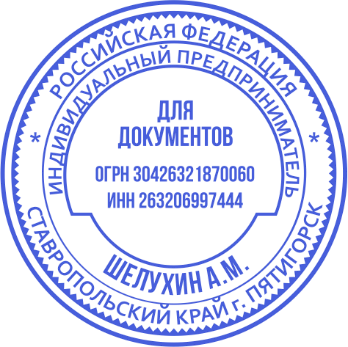 РОССИЙСКАЯ ФЕДЕРАЦИЯ
ИНДИВИДУАЛЬНЫЙ ПРЕДПРИНИМАТЕЛЬ
ДЛЯ
ДОКУМЕНТОВ
ОГРН 30426321870060
ИНН 263206997444
ШЕЛУХИН А.М.
* СТАВРОПОЛЬСКИЙ КРАЙ г. ПЯТИГОРСК *